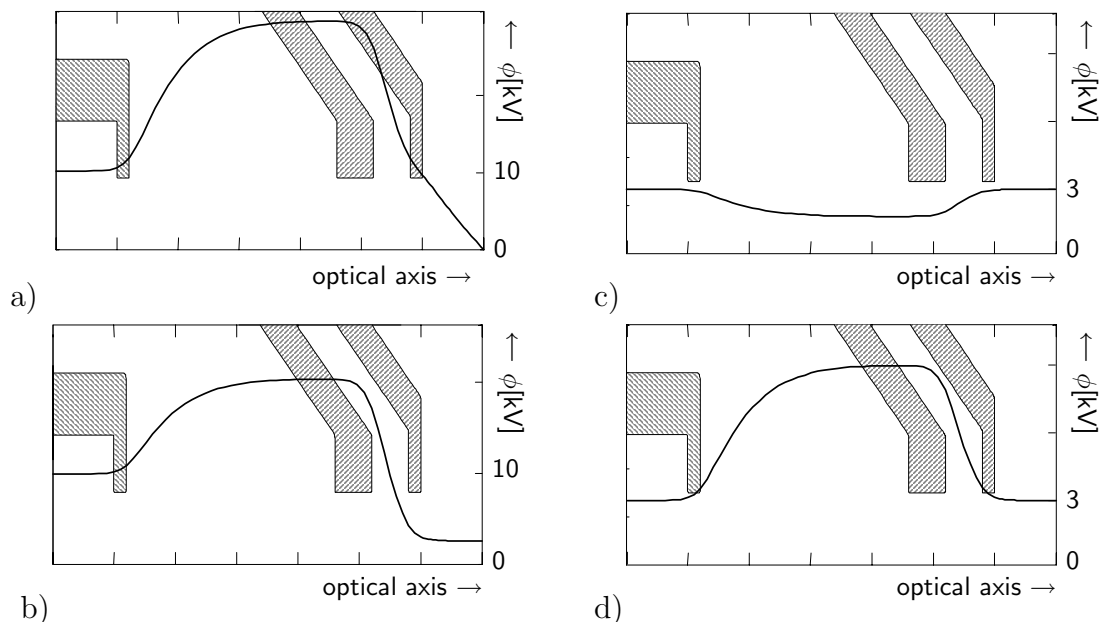 ← ϕ[kV]
10
0
optical axis →
a)
← ϕ[kV]
3
0
optical axis →
c)
← ϕ[kV]
10
0
optical axis →
b)
← ϕ[kV]
3
0
optical axis →
d)